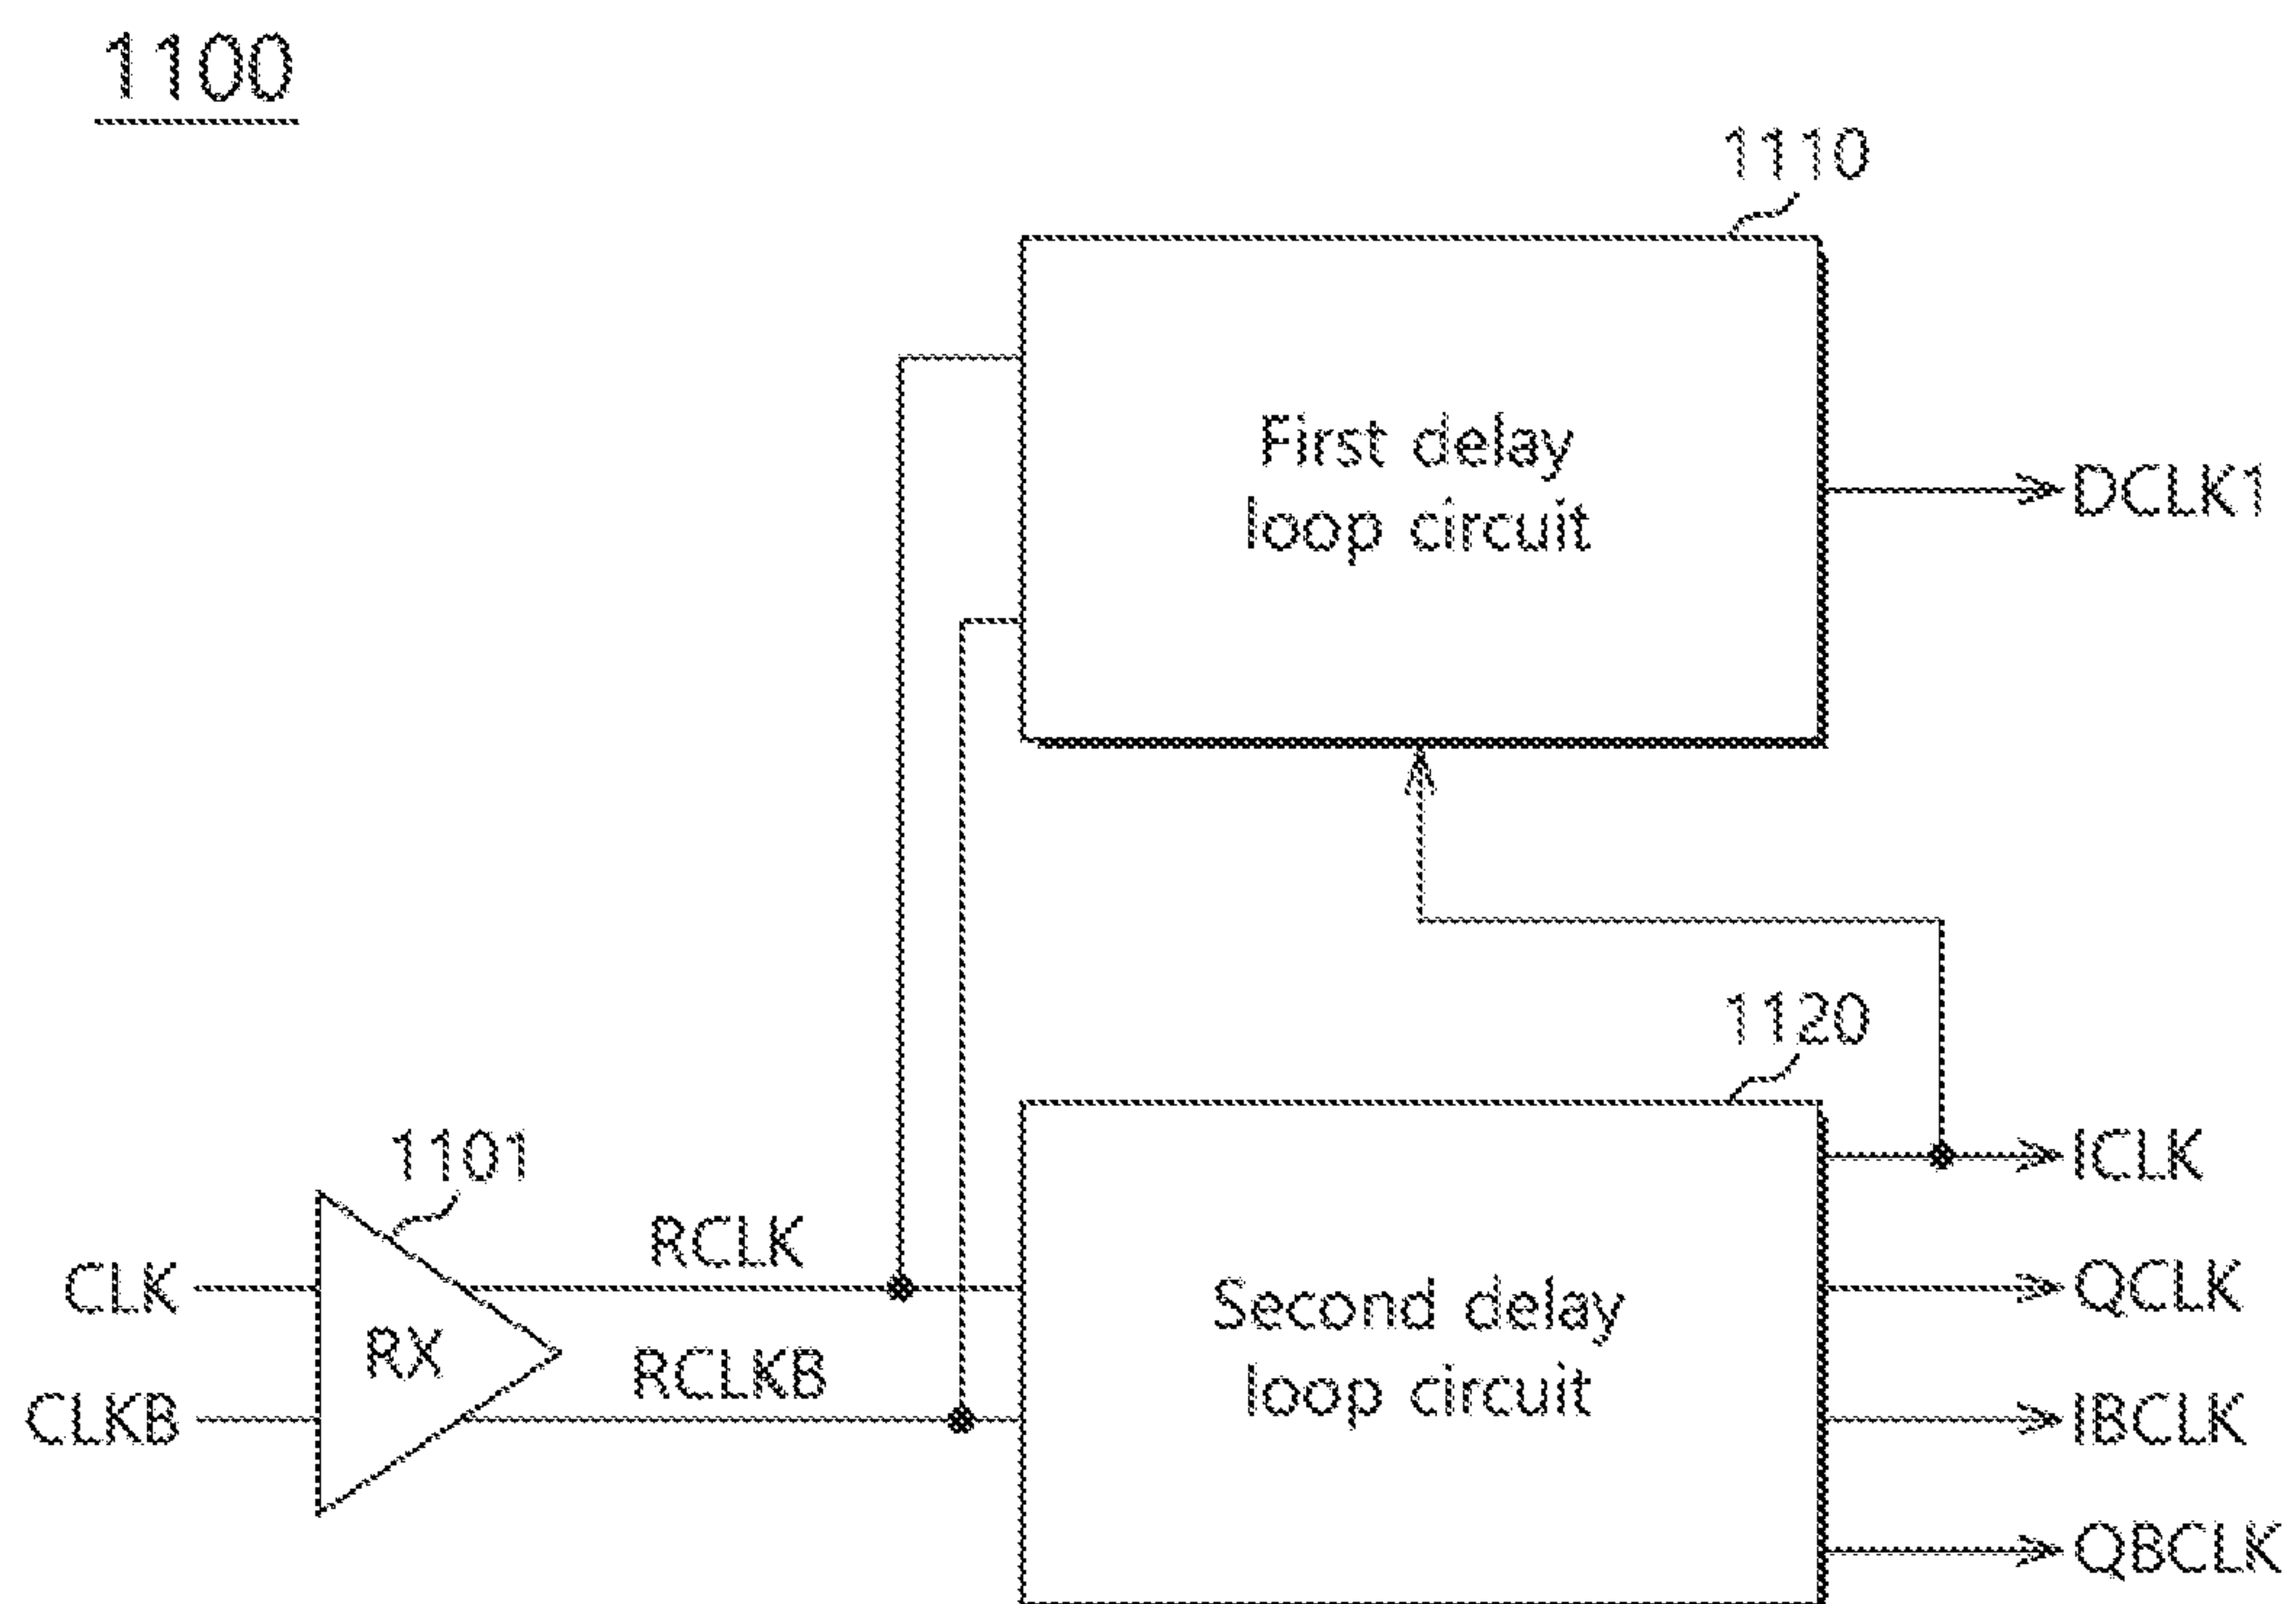 1100
1110
First delay
loop circuit
DCLK1
1120
1101
CLK
CLKB
RX
RCLK
RCLKB
Second delay
loop circuit
ICLK
QCLK
IBCLK
QBCLK